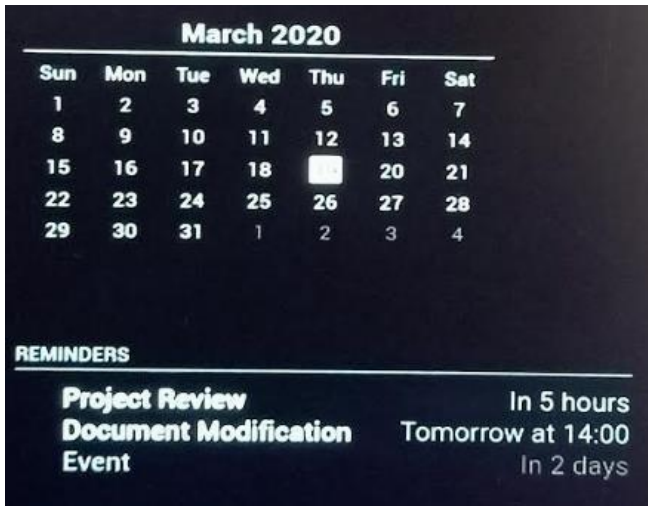 March 2020
Sun Mon Tue Wed Thu Fri Sat
1 2 3 4 5 6 7
8 9 10 11 12 13 14
15 16 17 18 20 21
22 23 24 25 26 27 28
29 30 31 1 2 3 4
REMINDERS
Project Review In 5 hours
Document Modification Tomorrow at 14:00
Event In 2 days